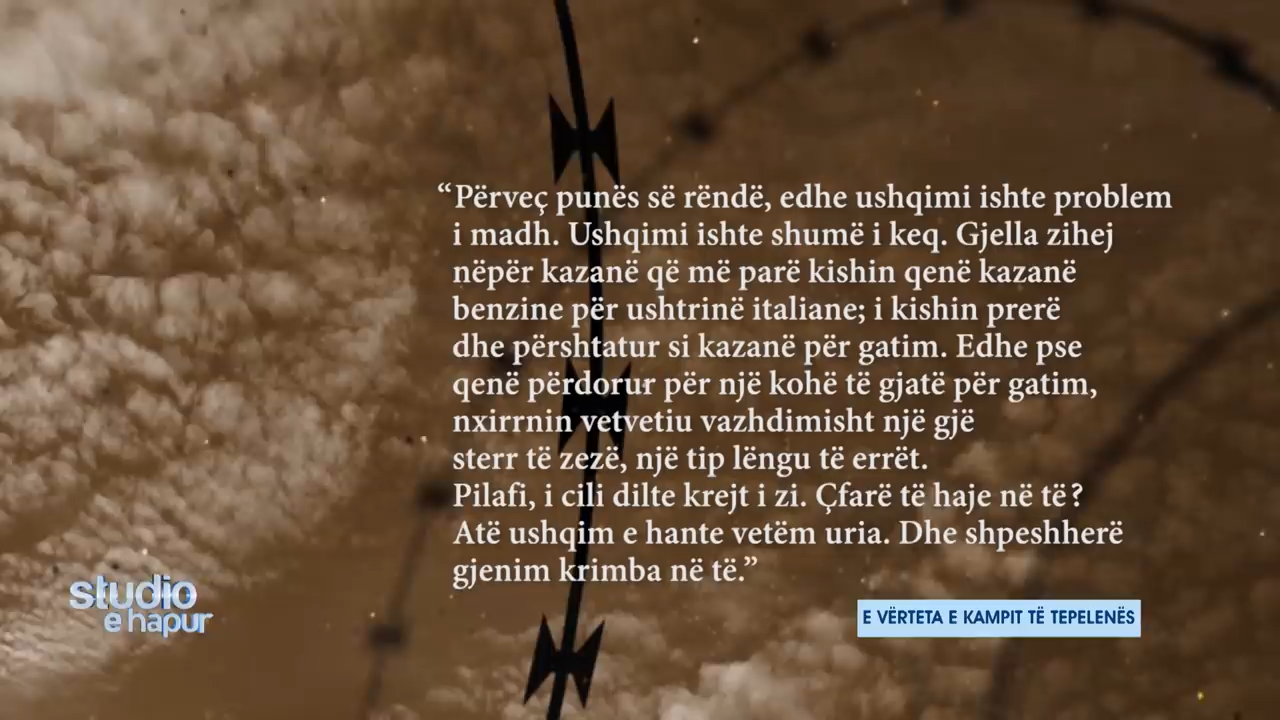 “Përveç punës së rëndë, edhe ushqimi ishte problem
i madh. Ushqimi ishte shumë i keq. Gjella zihej
nëpër kazanë që më parë kishin qenë kazanë
benzine për ushtrinë italiane; i kishin prerë
dhe përshtatur si kazanë për gatim. Edhe pse
qenë përdorur për një kohë të gjatë për gatim,
nxirrnin vetvetiu vazhdimisht një gjë
sterr të zezë, një tip lëngu të errët.
Pilafi, i cili dilte krejt i zi. Çfarë të haje në të?
Atë ushqim e hante vetëm uria. Dhe shpeshherë
gjenim krimba në të.”
studio
e hapur
E VËRTETA E KAMPIT TË TEPELENËS